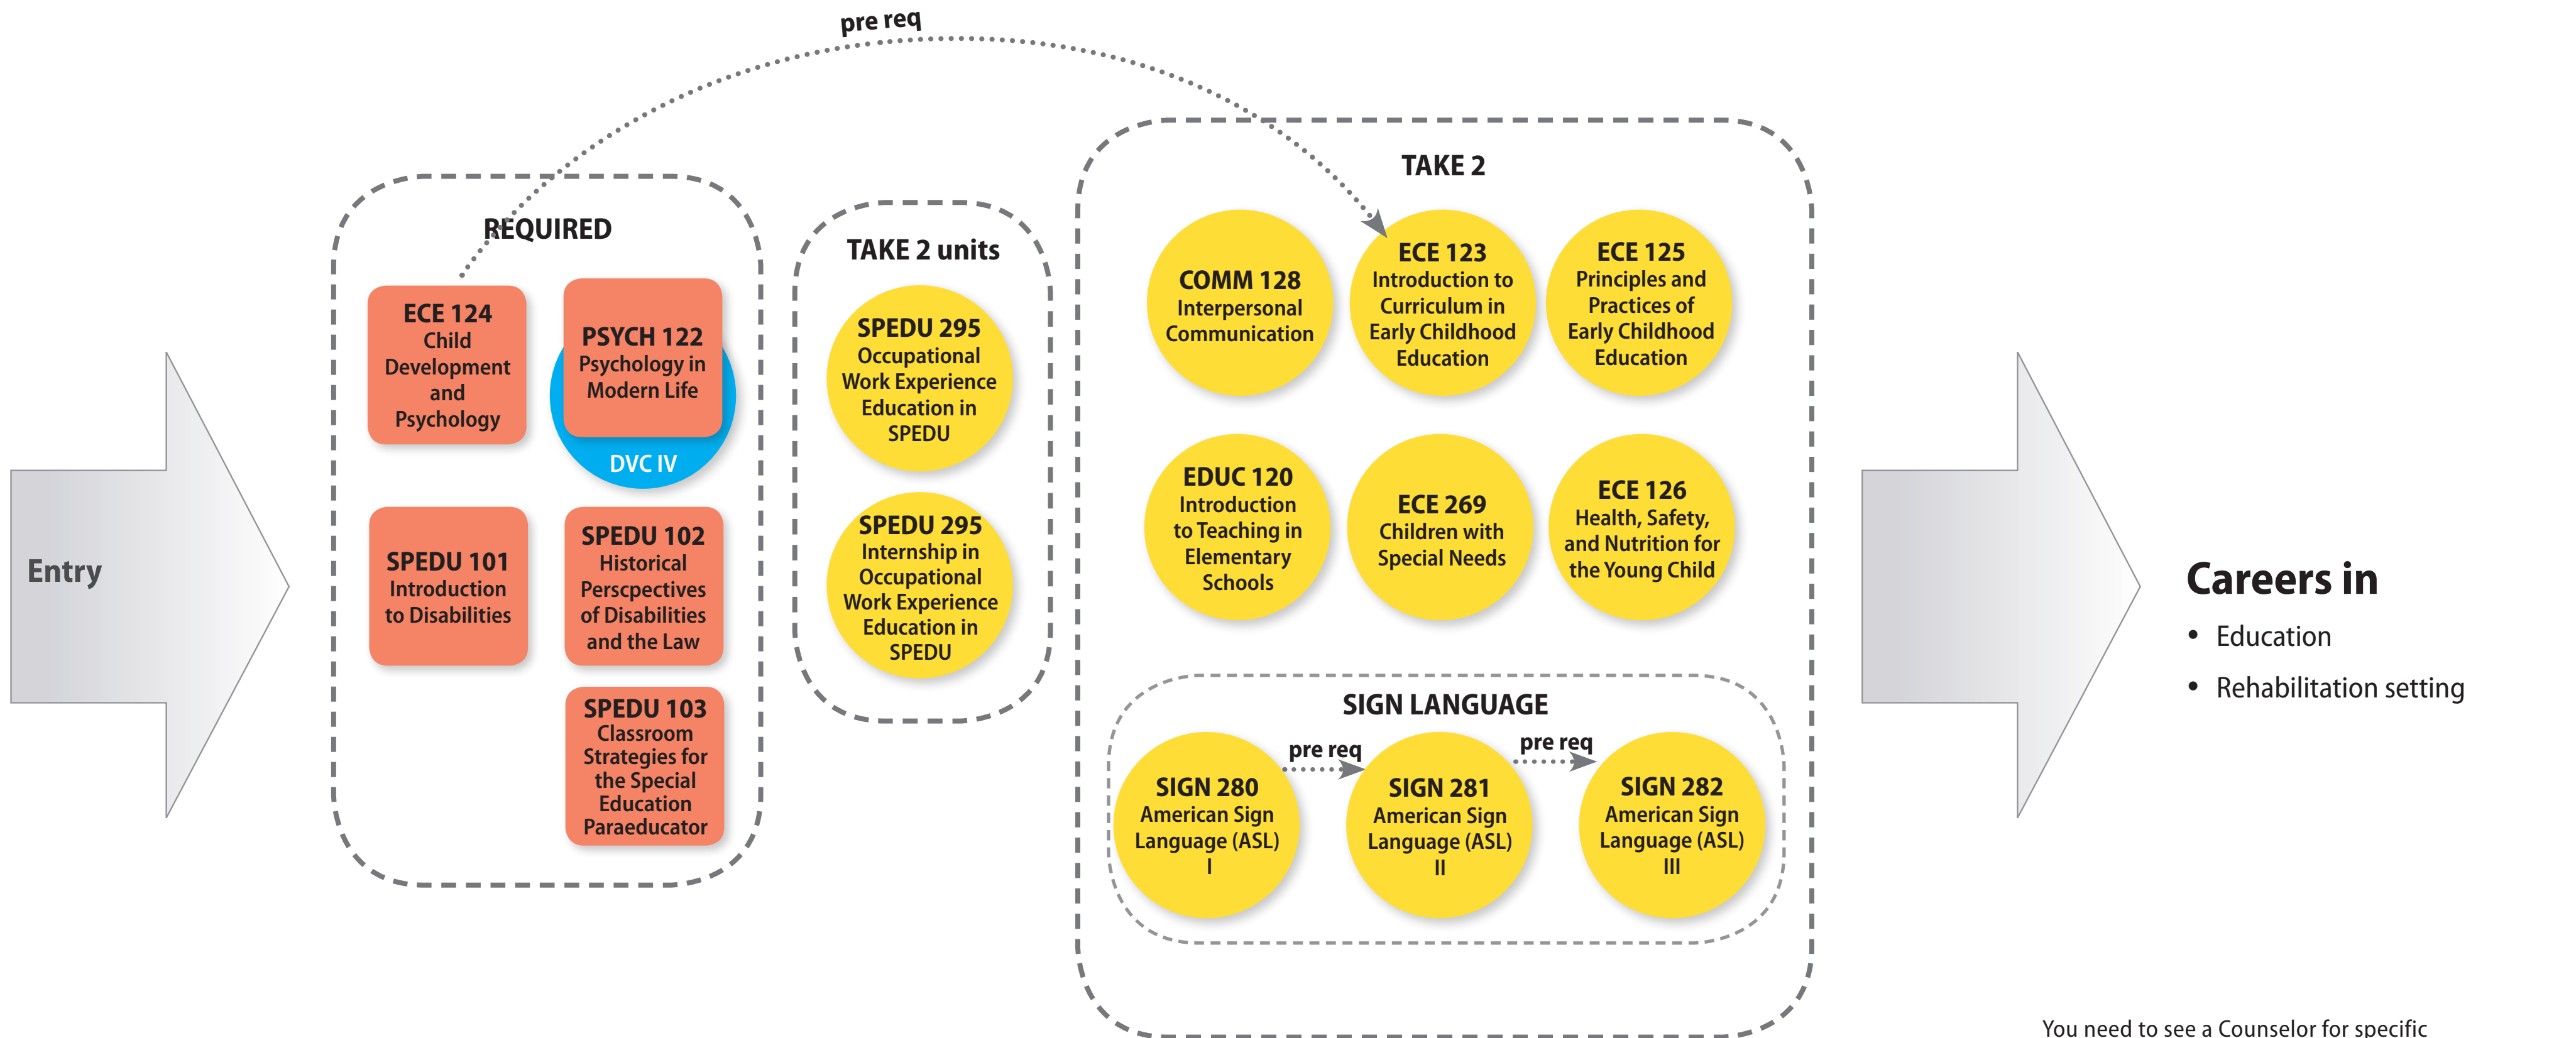 pre req
Entry
REQUIRED
ECE 124
Child
Development
and
Psychology
PSYCH 122
Psychology in
Modern Life
DVC IV
SPEDU 101
Introduction
to Disabilities
SPEDU 102
Historical
Perscpectives
of Disabilities
and the Law
SPEDU 103
Classroom
Strategies for
the Special
Education
Paraeducator
TAKE 2 units
SPEDU 295
Occupational
Work Experience
Education in
SPEDU
SPEDU 295
Internship in
Occupational
Work Experience
Education in
SPEDU
TAKE 2
COMM 128
Interpersonal
Communication
ECE 123
Introduction to
Curriculum in
Early Childhood
Education
ECE 125
Principles and
Practices of
Early Childhood
Education
EDUC 120
Introduction
to Teaching in
Elementary
Schools
ECE 269
Children with
Special Needs
ECE 126
Health, Safety,
and Nutrition for
the Young Child
SIGN LANGUAGE
SIGN 280
American Sign
Language (ASL)
I
pre req
SIGN 281
American Sign
Language (ASL)
II
pre req
SIGN 282
American Sign
Language (ASL)
III
Careers in
• Education
• Rehabilitation setting
You need to see a Counselor for specific